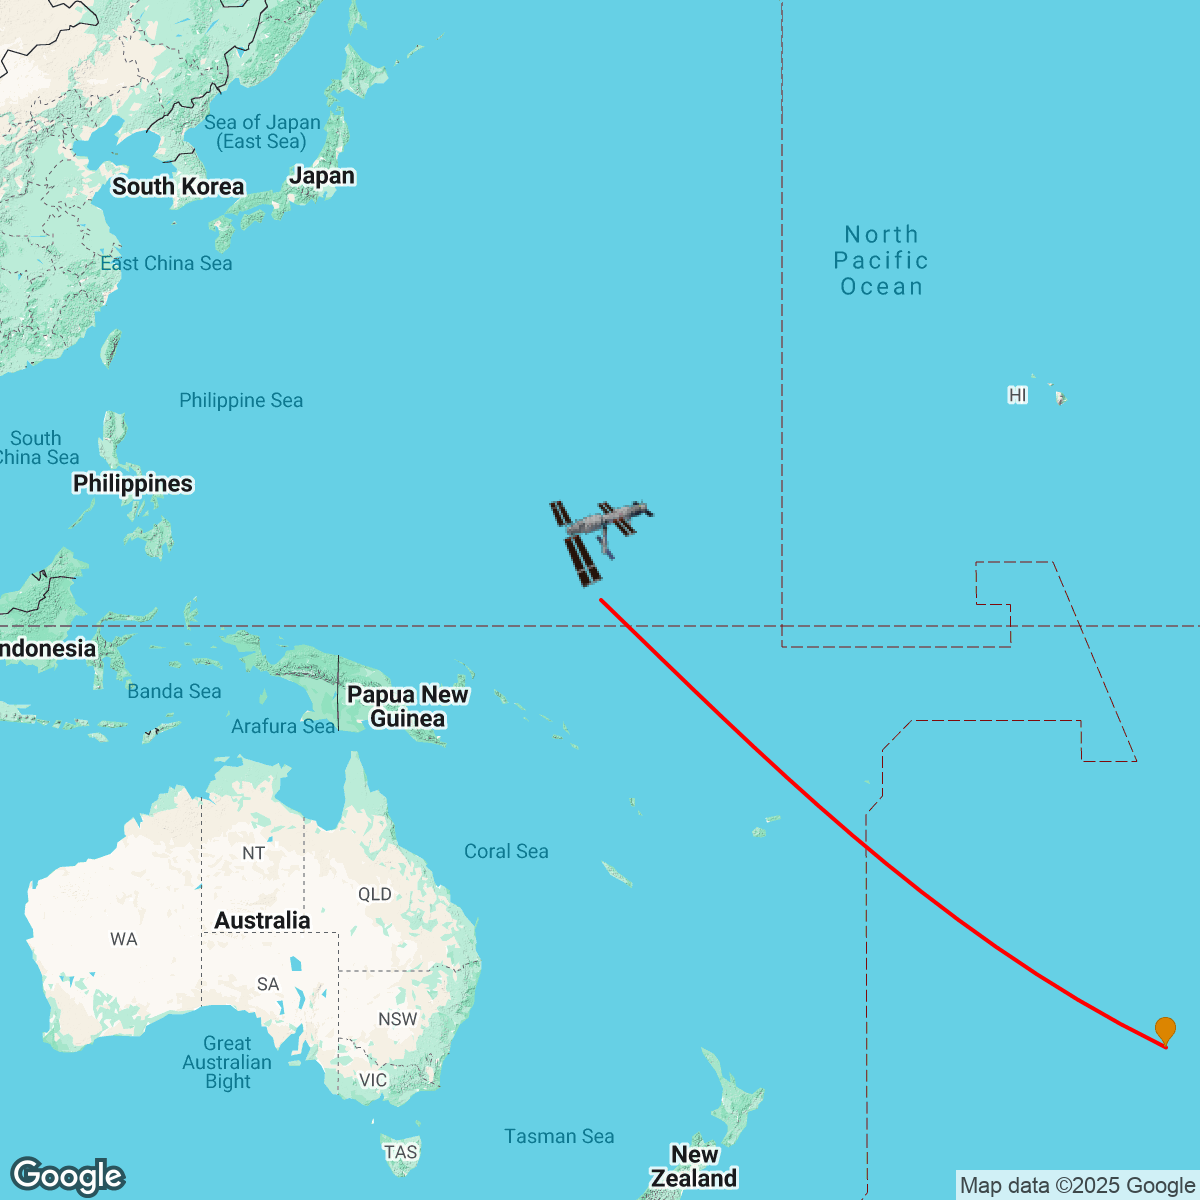 Sea of Japan
(East Sea)
Japan
South Korea
North
Pacific
Ocean
East China Sea
HI
Philippine Sea
South
China Sea
Philippines
ndonesia
Banda Sea
Papua New
Guinea
Arafura Sea
Coral Sea
NT
QLD
Australia
WA
SA
NSW
Great
Australian
Bight
VIC
Tasman Sea
TAS
New
Zealand
Google
Map data ©2025 Google